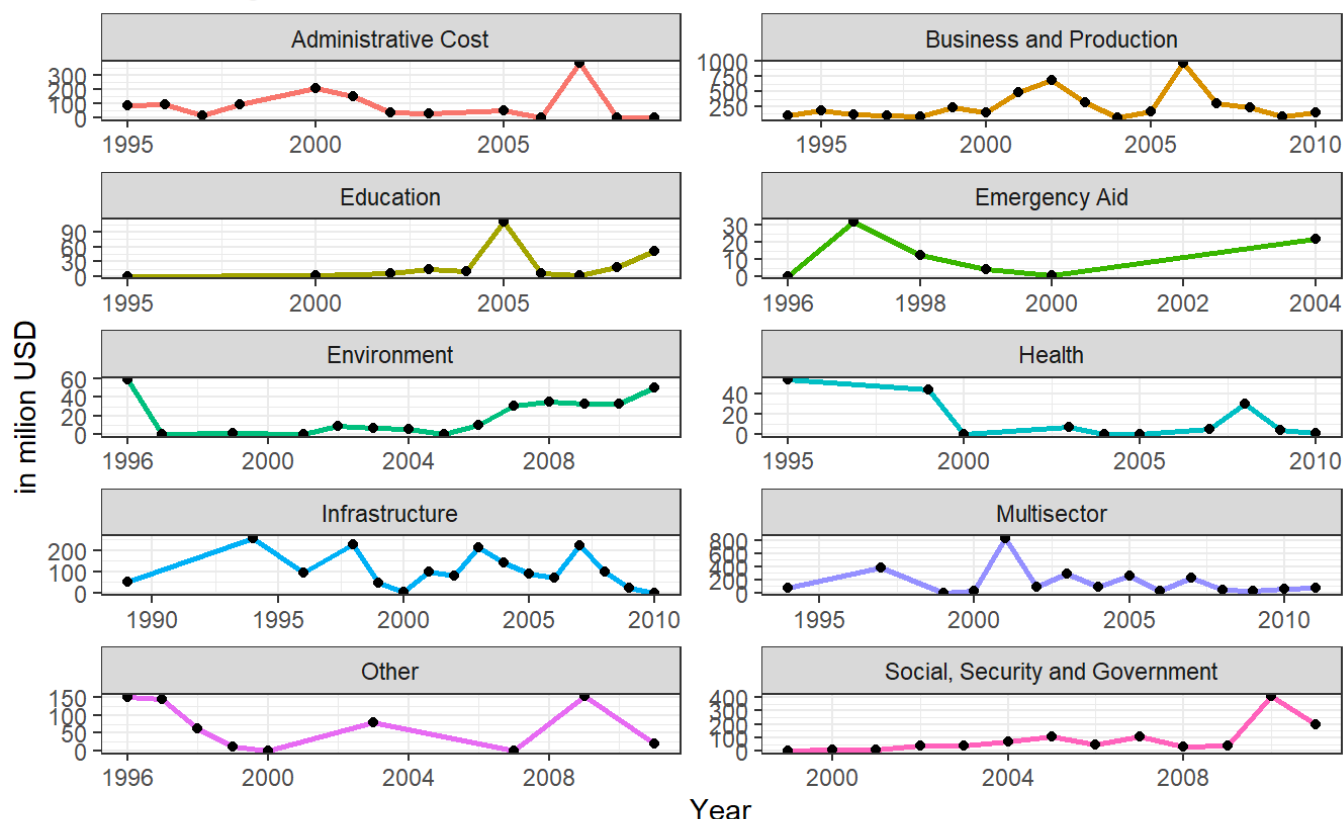 Administrative Cost
300
200
100
0
1995 2000 2005
Business and Production
1000
750
500
250
1995 2000 2005 2010
Education
90
60
30
0
1995 2000 2005
Emergency Aid
30
20
10
0
1996 1998 2000 2002 2004
Environment
60
40
20
0
1996 2000 2004 2008
Health
40
20
0
1995 2000 2005 2010
Infrastructure
200
100
0
1990 1995 2000 2005 2010
Multisector
800
600
400
200
0
1995 2000 2005 2010
Other
150
100
50
0
1996 2000 2004 2008
Social, Security and Government
400
300
200
100
0
2000 2004 2008
in milion USD
Year